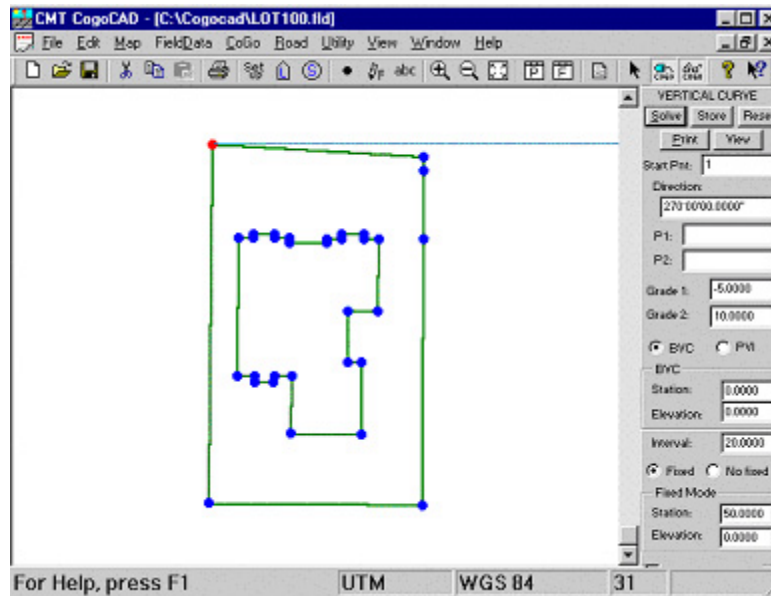 CMT CogoCAD - [C:\Cogocad\LOT100.fld]
File Edit Map FieldData CoGo Road Utility View Window Help
abc P F
VERTICAL CURVE
Solve Store Rese
Print View
Start Pnt: 1
Direction:
270°00'00.0000"
P1:
P2:
Grade 1: -5.0000
Grade 2: 10.0000
BVC PVI
BVC
Station: 0.0000
Elevation: 0.0000
Interval: 20.0000
Fixed No fixed
Fixed Mode
Station: 50.0000
Elevation: 0.0000
For Help, press F1 UTM WGS 84 31